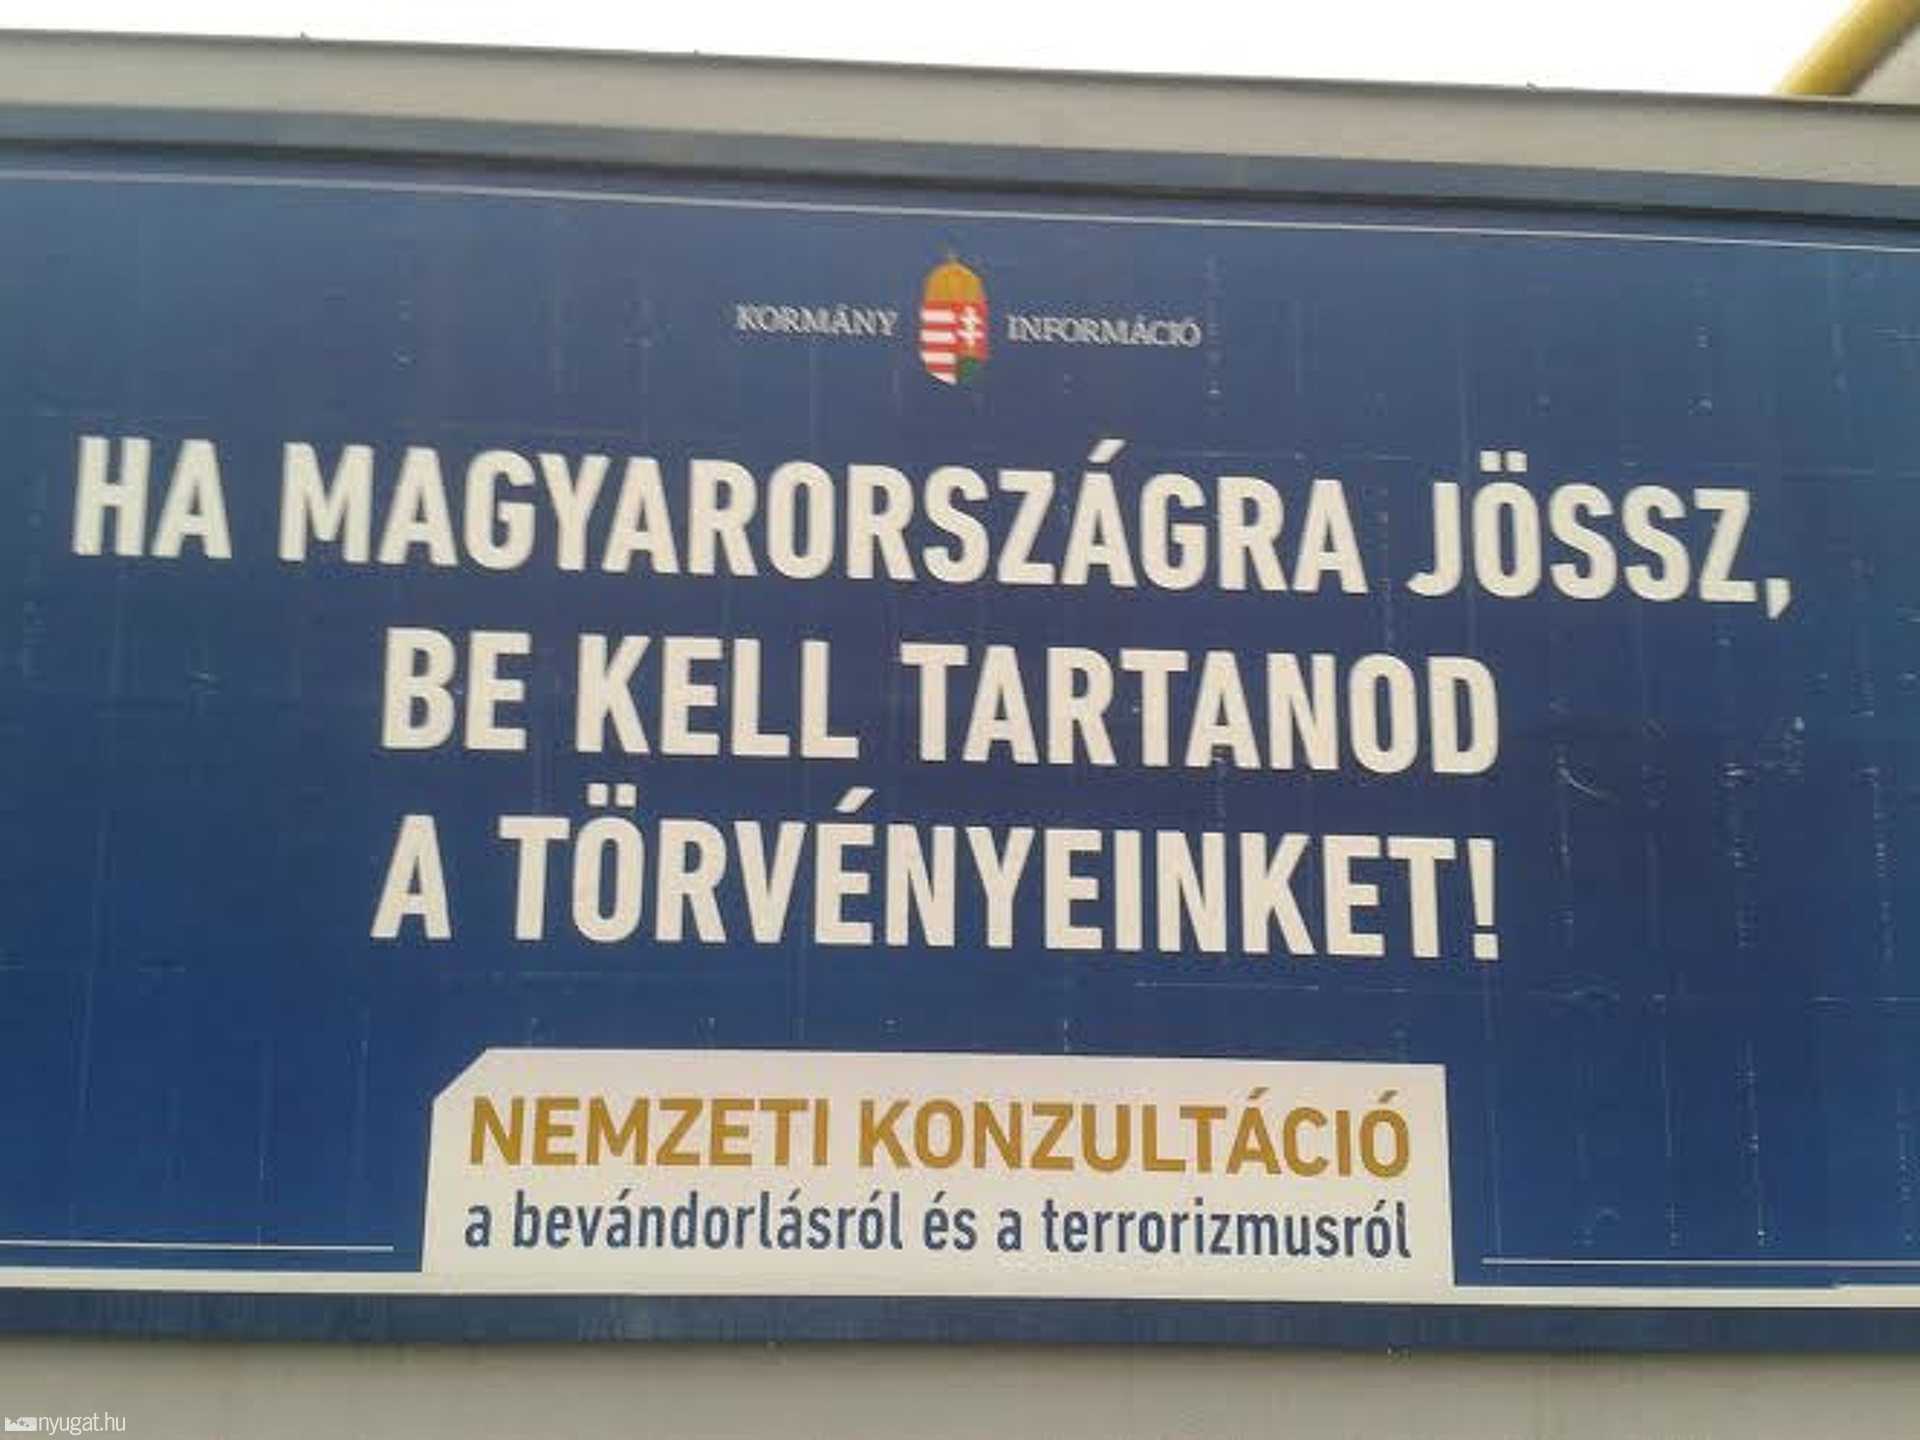 KORMÁNY INFORMÁCIÓ
HA MAGYARORSZÁGRA JÖSSZ,
BE KELL TARTANOD
A TÖRVÉNYEINKET!
NEMZETI KONZULTÁCIÓ
a bevándorlásról és a terrorizmusról
nyugat.hu